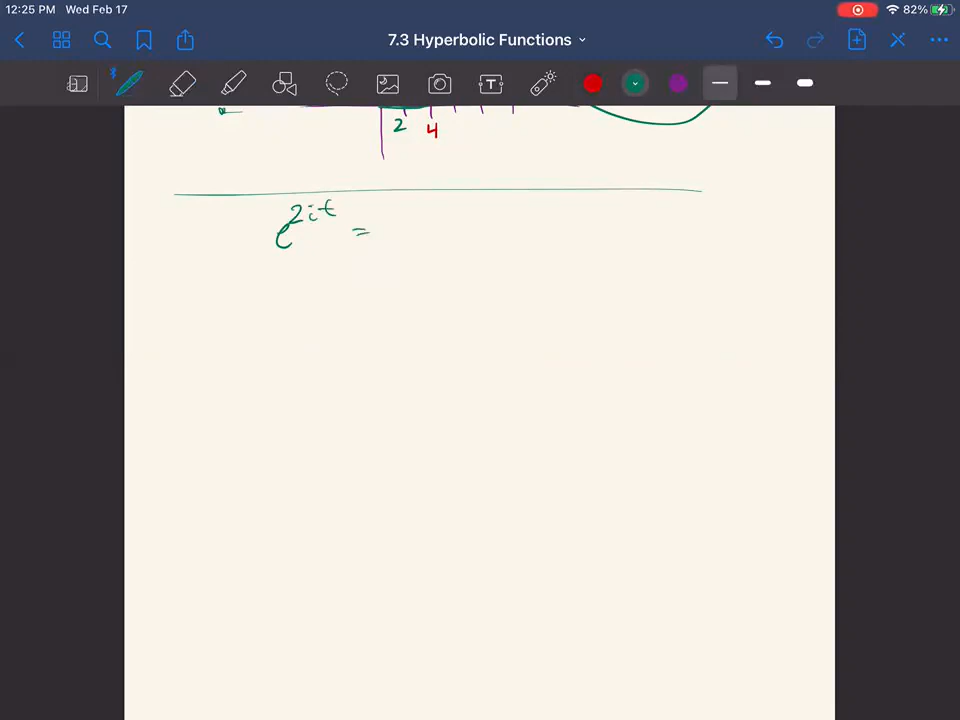 12:25 PM Wed Feb 17 82%
7.3 Hyperbolic Functions
T
2 4
e^{2it} =